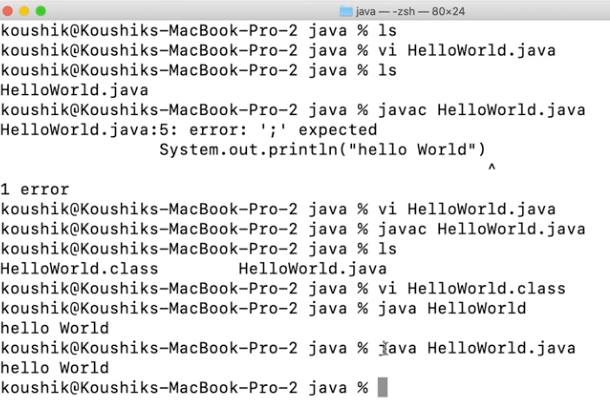 java — -zsh — 80×24
koushik@Koushiks-MacBook-Pro-2 java % ls
koushik@Koushiks-MacBook-Pro-2 java % vi HelloWorld.java
koushik@Koushiks-MacBook-Pro-2 java % ls
HelloWorld.java
koushik@Koushiks-MacBook-Pro-2 java % javac HelloWorld.java
HelloWorld.java:5: error: ';' expected
                System.out.println("hello World")
                                                 ^
1 error
koushik@Koushiks-MacBook-Pro-2 java % vi HelloWorld.java
koushik@Koushiks-MacBook-Pro-2 java % javac HelloWorld.java
koushik@Koushiks-MacBook-Pro-2 java % ls
HelloWorld.class        HelloWorld.java
koushik@Koushiks-MacBook-Pro-2 java % vi HelloWorld.class
koushik@Koushiks-MacBook-Pro-2 java % java HelloWorld
hello World
koushik@Koushiks-MacBook-Pro-2 java % java HelloWorld.java
hello World
koushik@Koushiks-MacBook-Pro-2 java %